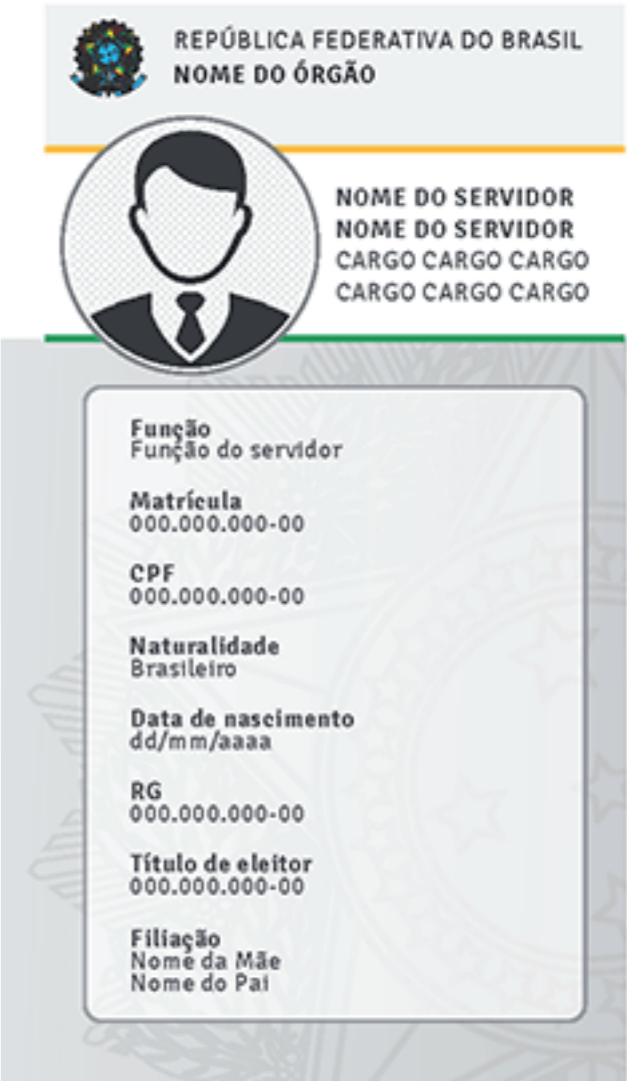 REPÚBLICA FEDERATIVA DO BRASIL
NOME DO ÓRGÃO
NOME DO SERVIDOR
NOME DO SERVIDOR
CARGO CARGO CARGO
CARGO CARGO CARGO
Função
Função do servidor
Matrícula
000.000.000-00
CPF
000.000.000-00
Naturalidade
Brasileiro
Data de nascimento
dd/mm/aaaa
RG
000.000.000-00
Título de eleitor
000.000.000-00
Filiação
Nome da Mãe
Nome do Pai